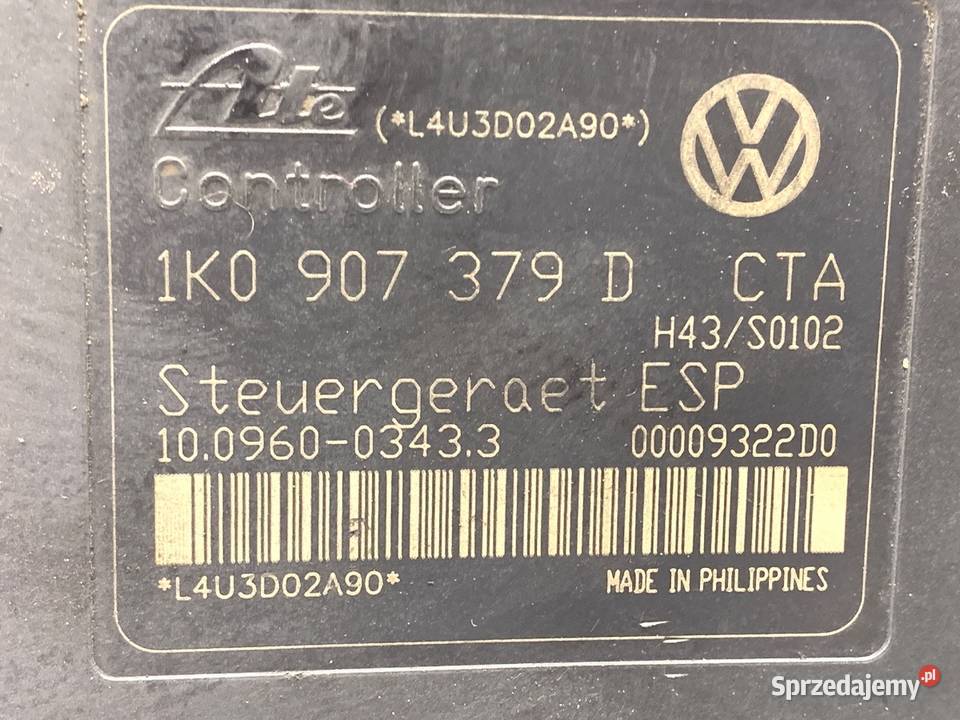 Ate (*L4U3D02A90*)
Controller
1K0 907 379 D CTA
H43/S0102
Steuergeraet ESP
10.0960-0343.3 00009322D0
*L4U3D02A90* MADE IN PHILIPPINES
Sprzedajemy.pl